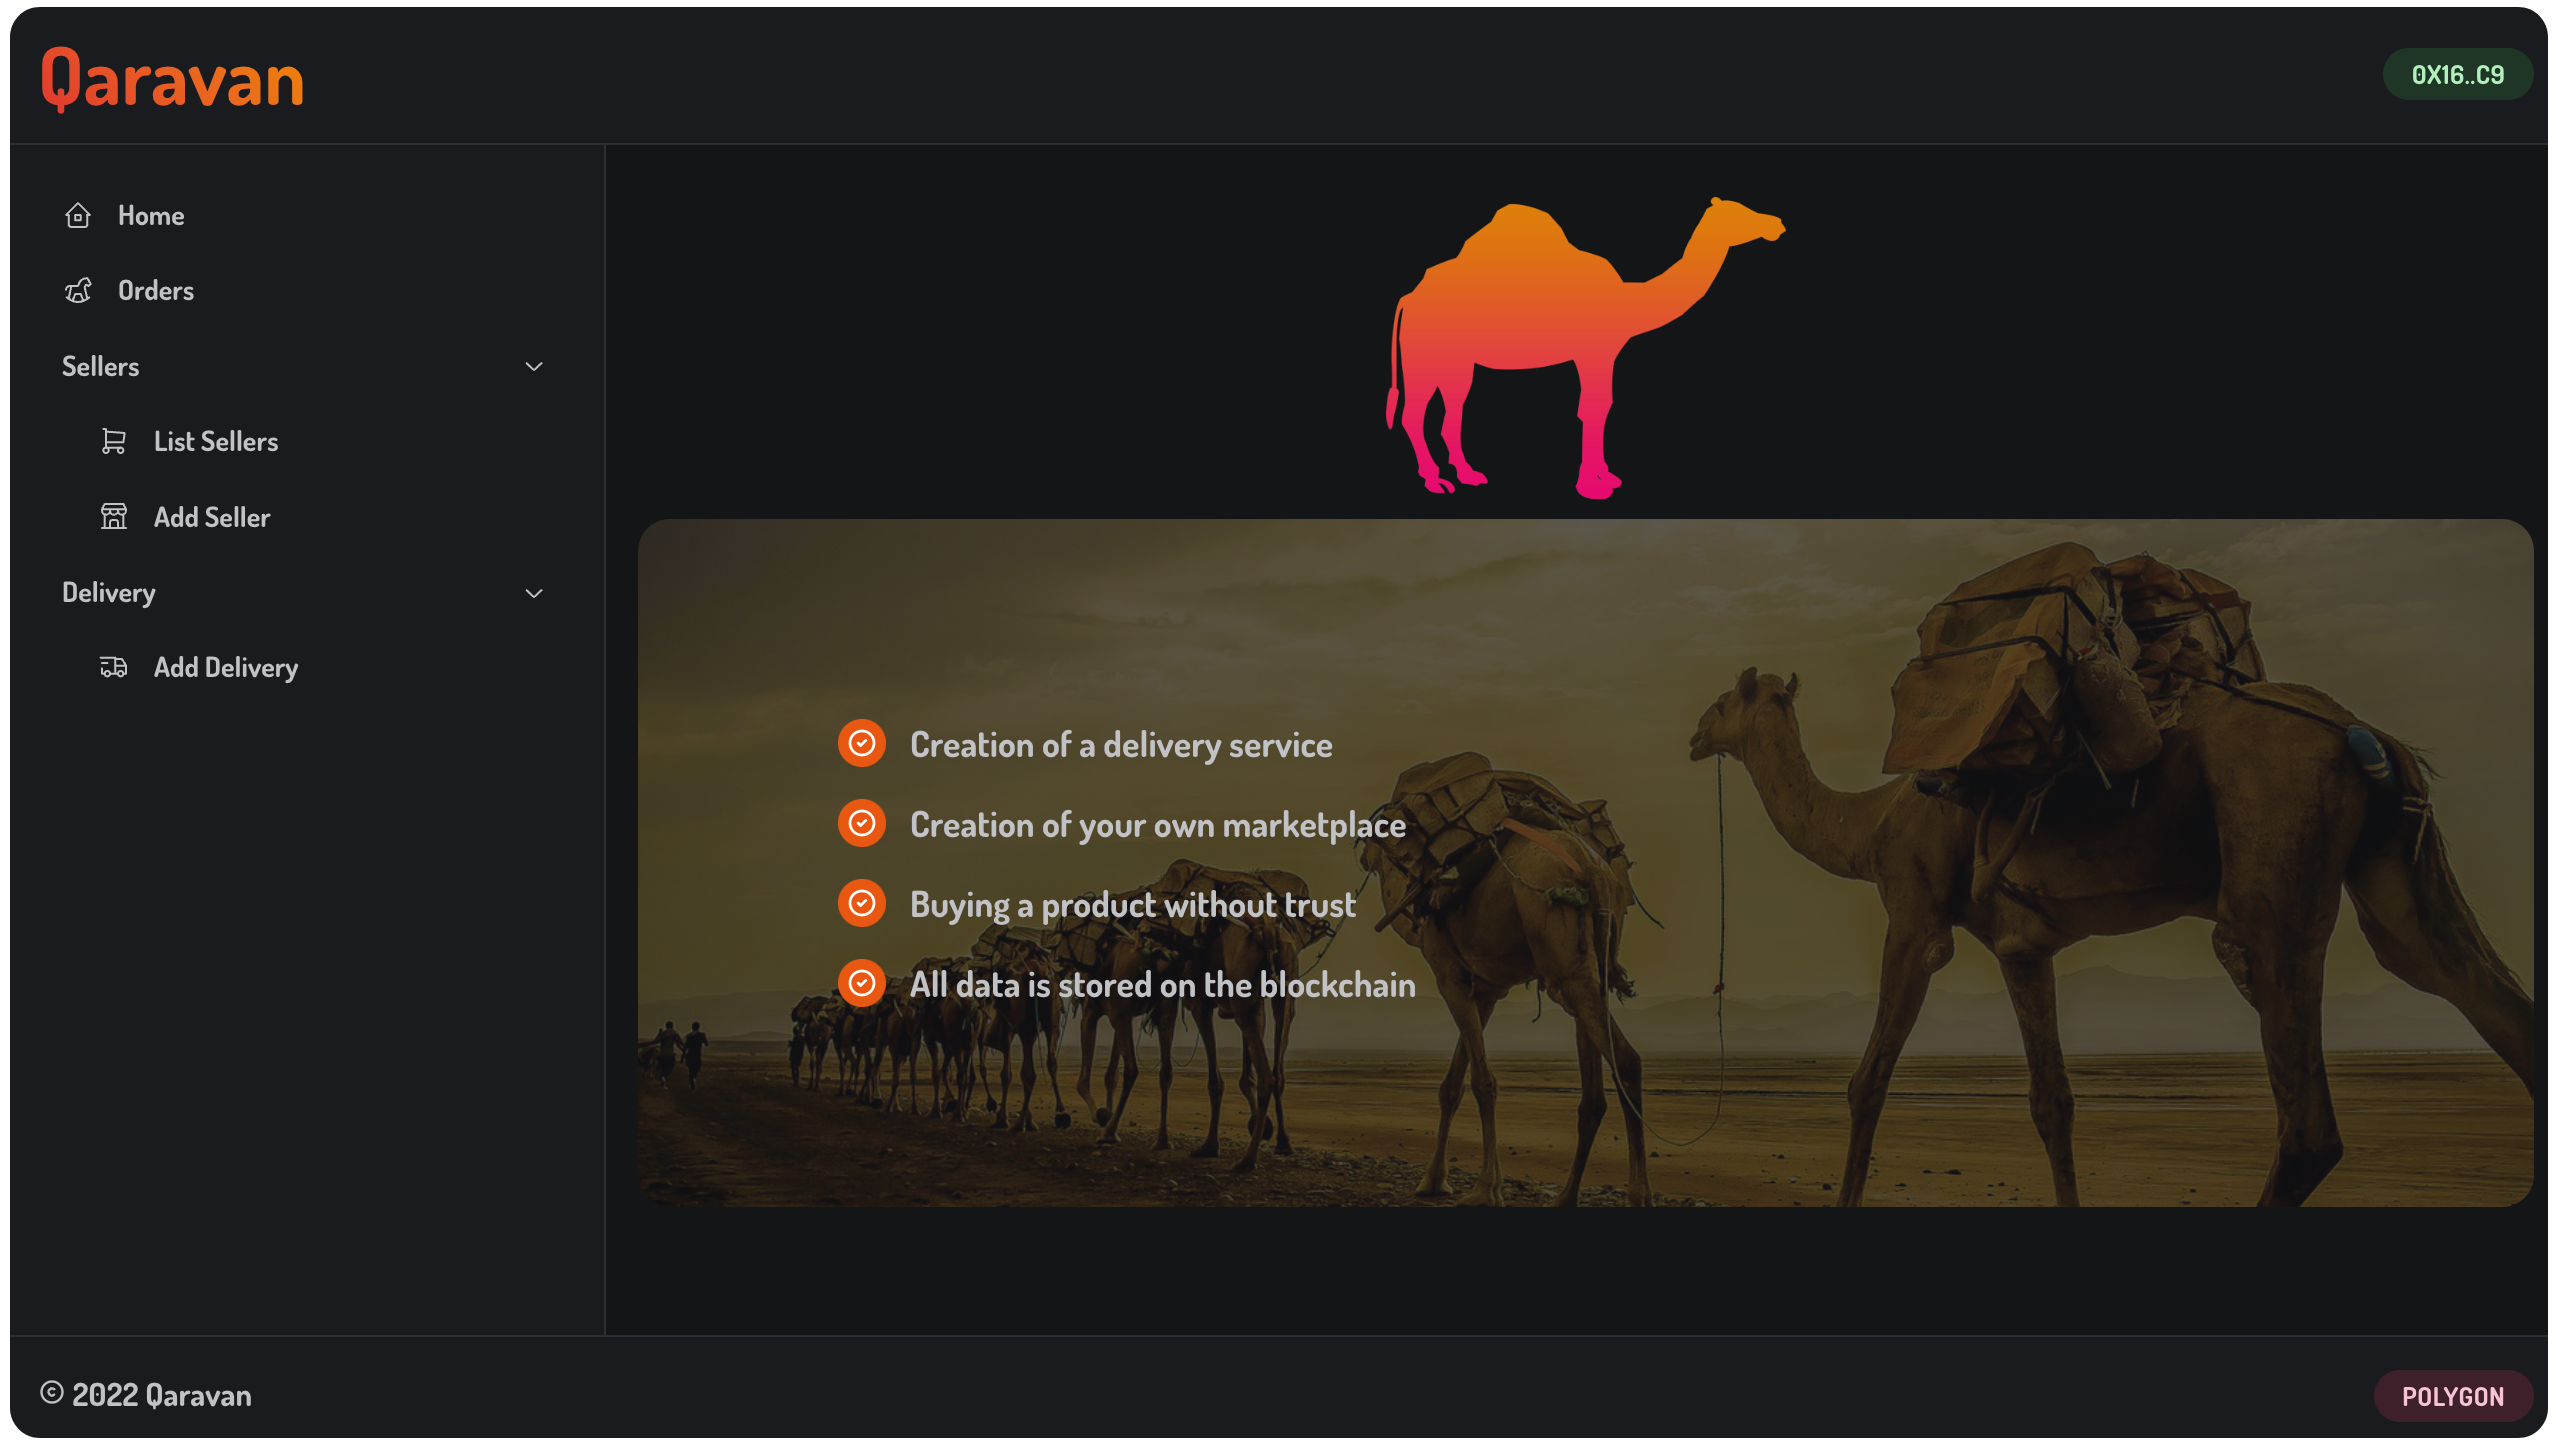 Qaravan
0X16..C9
Home
Orders
Sellers
List Sellers
Add Seller
Delivery
Add Delivery
Creation of a delivery service
Creation of your own marketplace
Buying a product without trust
All data is stored on the blockchain
© 2022 Qaravan
POLYGON